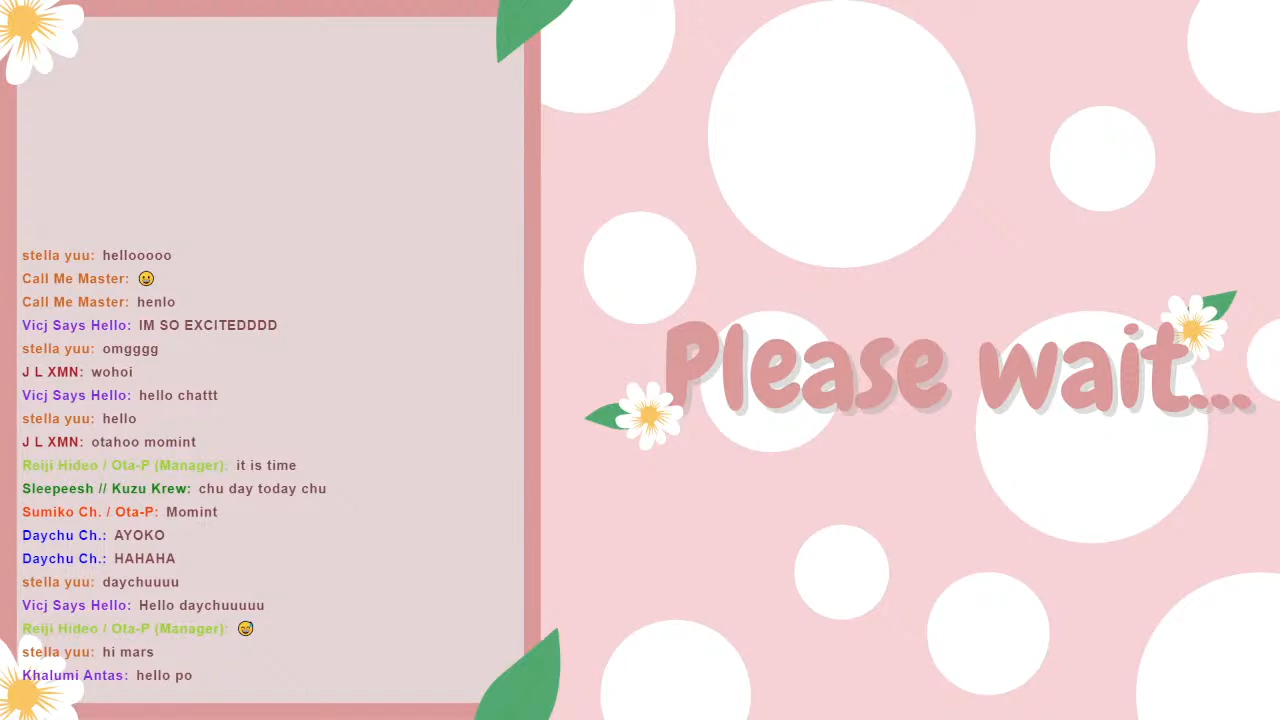 stella yuu: hellooooo
Call Me Master: 🙂
Call Me Master: henlo
Vicj Says Hello: IM SO EXCITEDDDD
stella yuu: omgggg
J L XMN: wohoi
Vicj Says Hello: hello chattt
stella yuu: hello
J L XMN: otahoo momint
Reiji Hideo / Ota-P (Manager): it is time
Sleepeesh // Kuzu Krew: chu day today chu
Sumiko Ch. / Ota-P: Momint
Daychu Ch.: AYOKO
Daychu Ch.: HAHAHA
stella yuu: daychuuuu
Vicj Says Hello: Hello daychuuuuu
Reiji Hideo / Ota-P (Manager): 😅
stella yuu: hi mars
Khalumi Antas: hello po
Please wait...